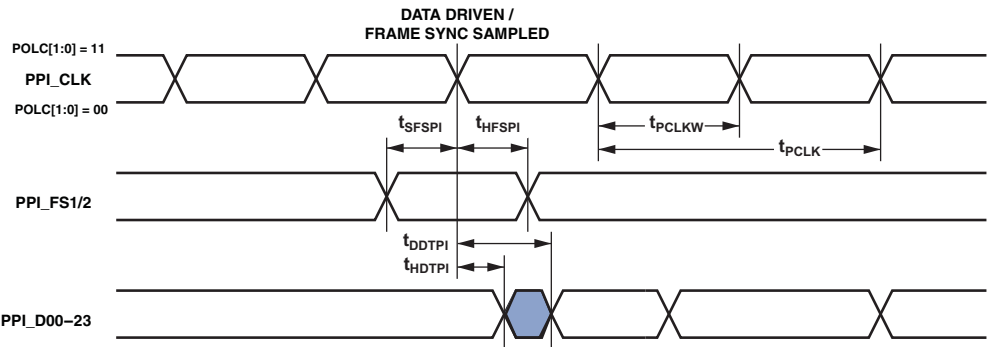 DATA DRIVEN /
FRAME SYNC SAMPLED
POLC[1:0] = 11
PPI_CLK
POLC[1:0] = 00
tSFSPI
tHFSPI
tPCLKW
tPCLK
PPI_FS1/2
tDDTPI
tHDTPI
PPI_D00–23